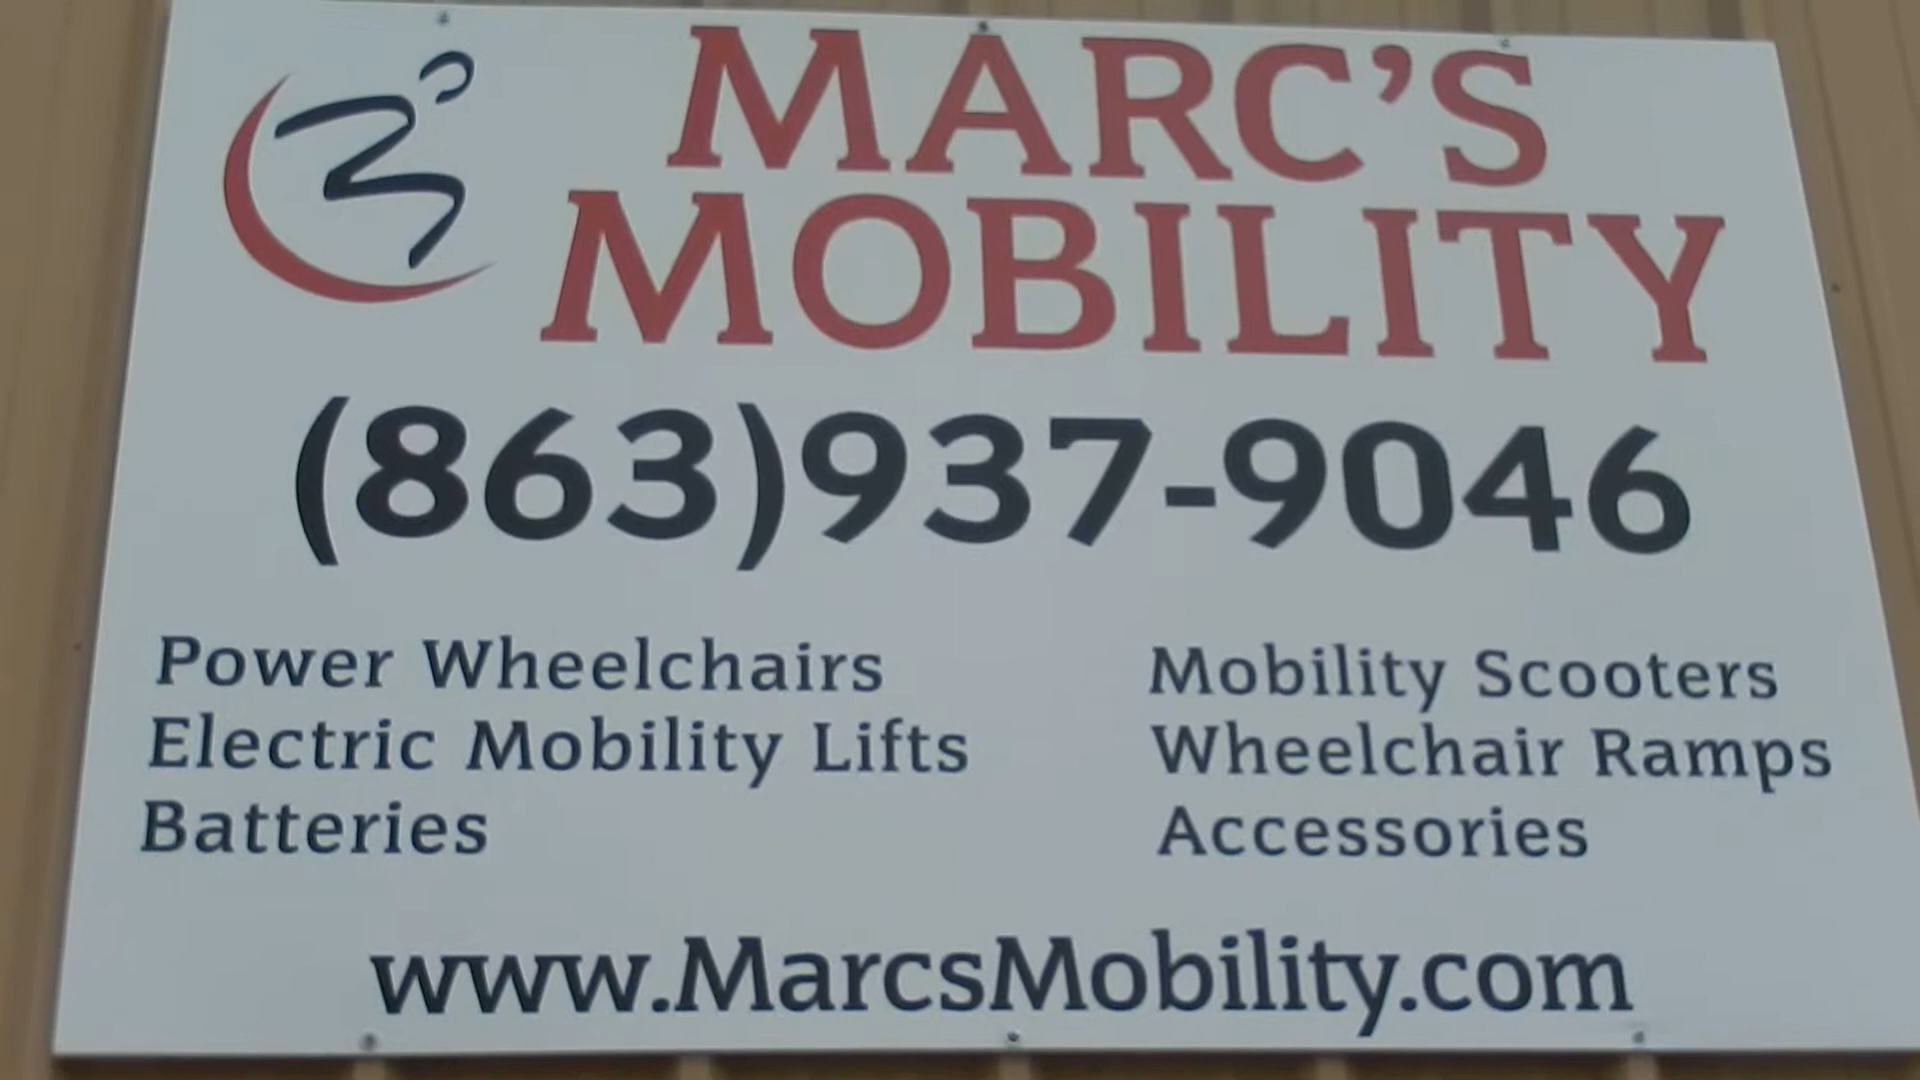 MARC'S
MOBILITY
(863)937-9046
Power Wheelchairs
Electric Mobility Lifts
Batteries
Mobility Scooters
Wheelchair Ramps
Accessories
www.MarcsMobility.com